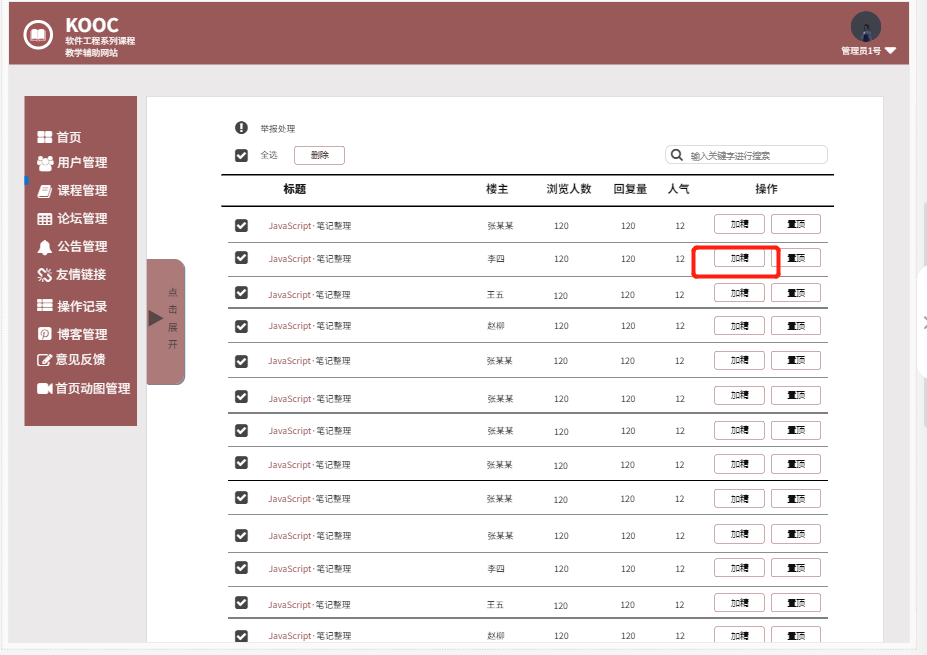 KOOC
软件工程系列课程
教学辅助网站
管理员1号
首页
用户管理
课程管理
论坛管理
公告管理
友情链接
操作记录
博客管理
意见反馈
首页动图管理
点
击
展
开
举报处理
全选 删除 输入关键字进行搜索
标题 楼主 浏览人数 回复量 人气 操作
JavaScript·笔记整理 张某某 120 120 12 加精 置顶
JavaScript·笔记整理 李四 120 120 12 加精 置顶
JavaScript·笔记整理 王五 120 120 12 加精 置顶
JavaScript·笔记整理 赵柳 120 120 12 加精 置顶
JavaScript·笔记整理 张某某 120 120 12 加精 置顶
JavaScript·笔记整理 张某某 120 120 12 加精 置顶
JavaScript·笔记整理 张某某 120 120 12 加精 置顶
JavaScript·笔记整理 张某某 120 120 12 加精 置顶
JavaScript·笔记整理 张某某 120 120 12 加精 置顶
JavaScript·笔记整理 张某某 120 120 12 加精 置顶
JavaScript·笔记整理 李四 120 120 12 加精 置顶
JavaScript·笔记整理 王五 120 120 12 加精 置顶
JavaScript·笔记整理 赵柳 120 120 12 加精 置顶